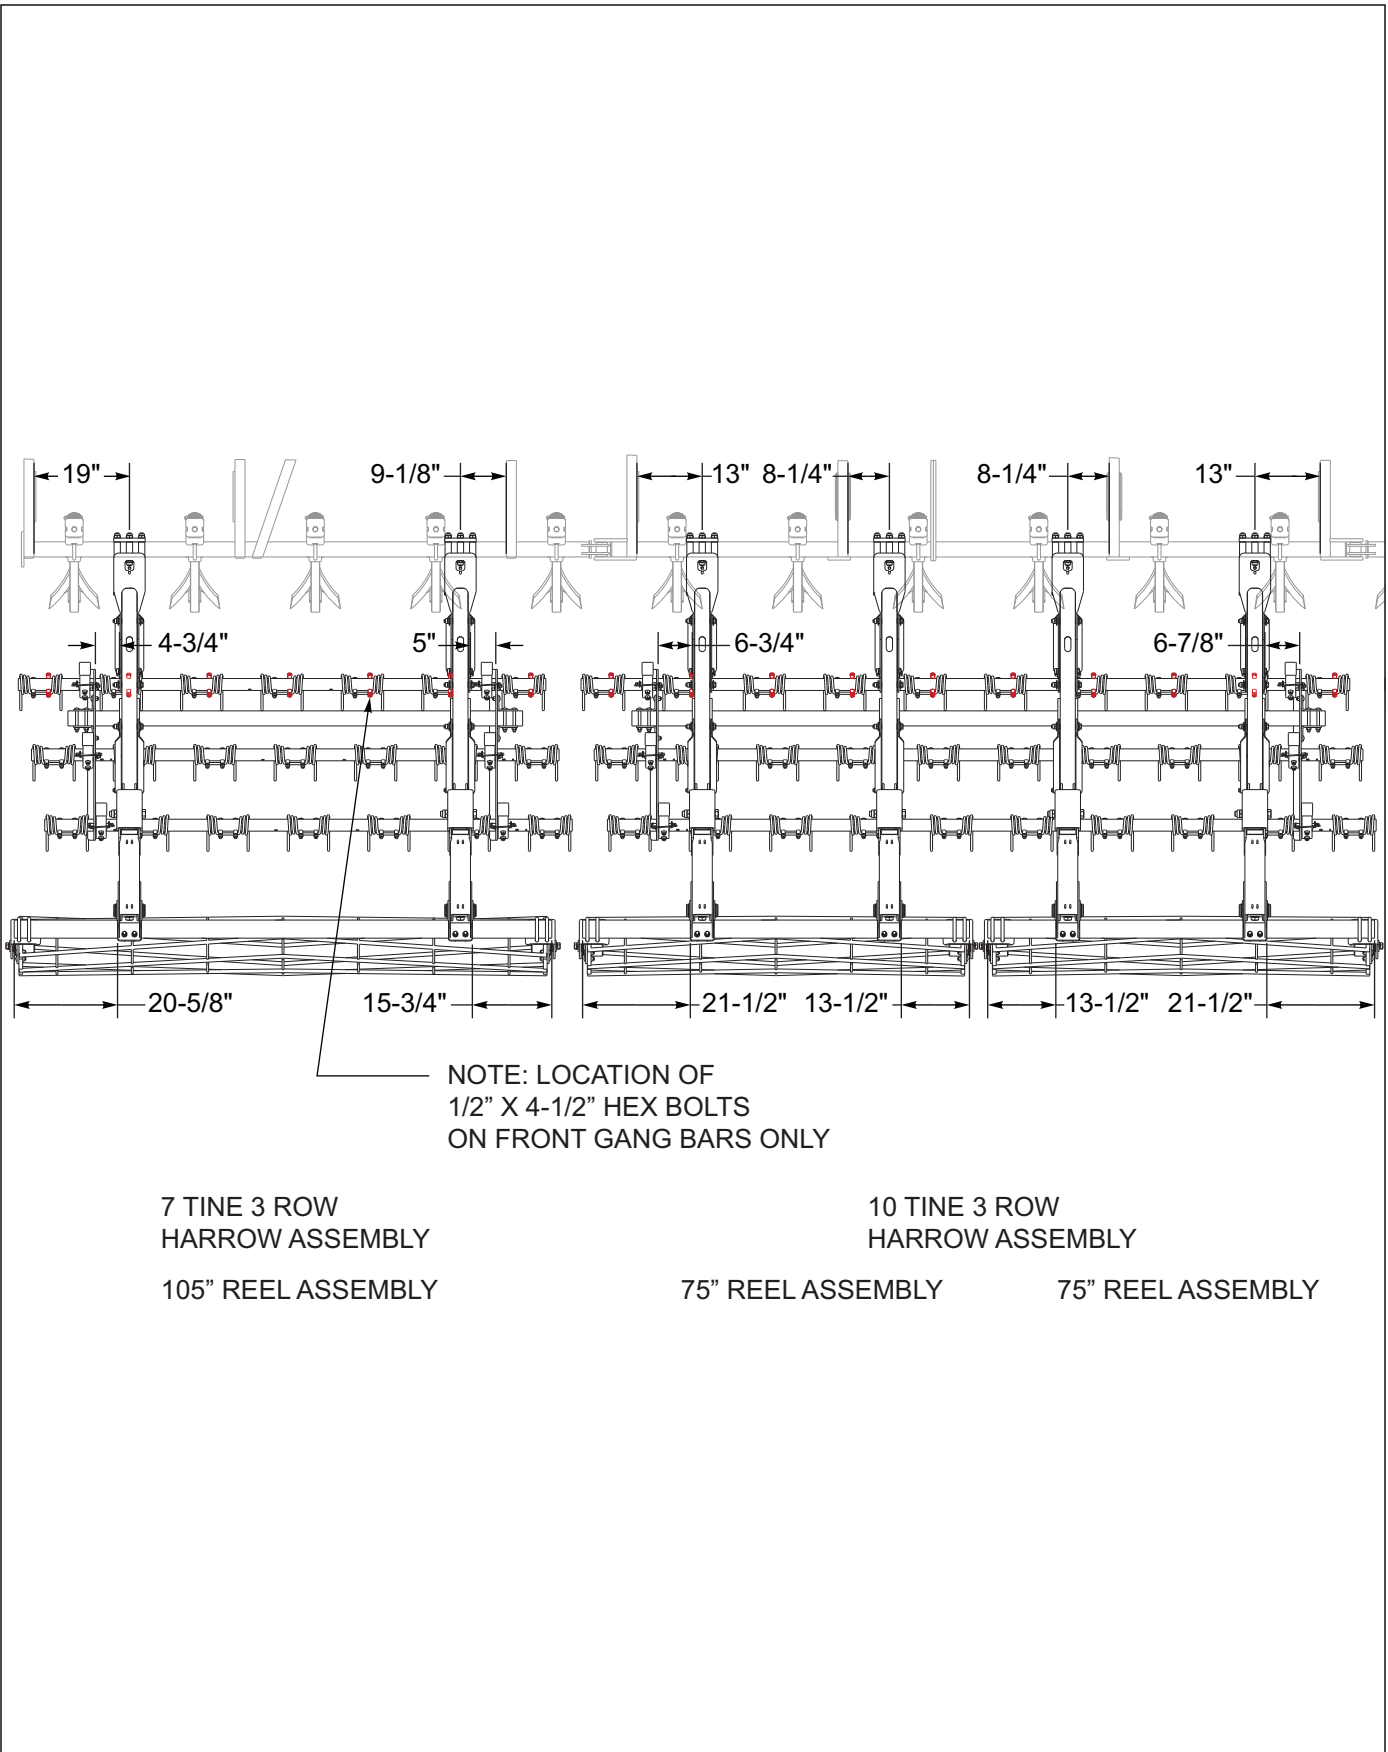 19" 9-1/8" 13" 8-1/4" 8-1/4" 13"
4-3/4" 5" 6-3/4" 6-7/8"
20-5/8" 15-3/4" 21-1/2" 13-1/2" 13-1/2" 21-1/2"
NOTE: LOCATION OF
1/2” X 4-1/2” HEX BOLTS
ON FRONT GANG BARS ONLY
7 TINE 3 ROW
HARROW ASSEMBLY
105” REEL ASSEMBLY
10 TINE 3 ROW
HARROW ASSEMBLY
75” REEL ASSEMBLY 75” REEL ASSEMBLY